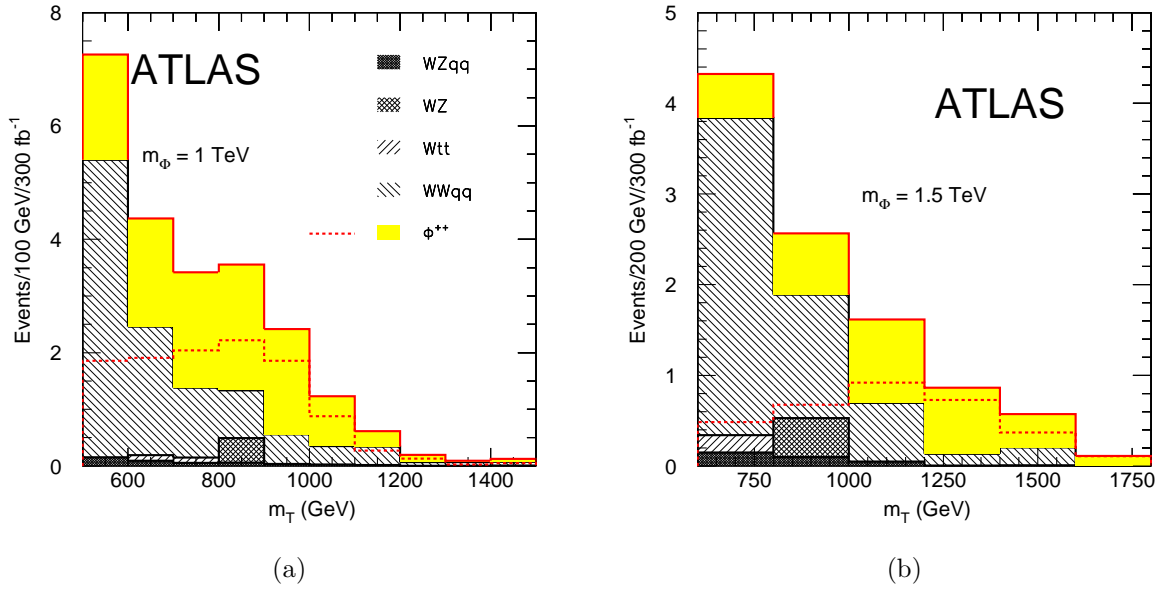 ATLAS
m_Φ = 1 TeV
WZqq
WZ
Wtt
WWqq
Φ⁺⁺
Events/100 GeV/300 fb⁻¹
0
2
4
6
8
600 800 1000 1200 1400
m_T (GeV)
(a)
ATLAS
m_Φ = 1.5 TeV
Events/200 GeV/300 fb⁻¹
0
1
2
3
4
5
750 1000 1250 1500 1750
m_T (GeV)
(b)